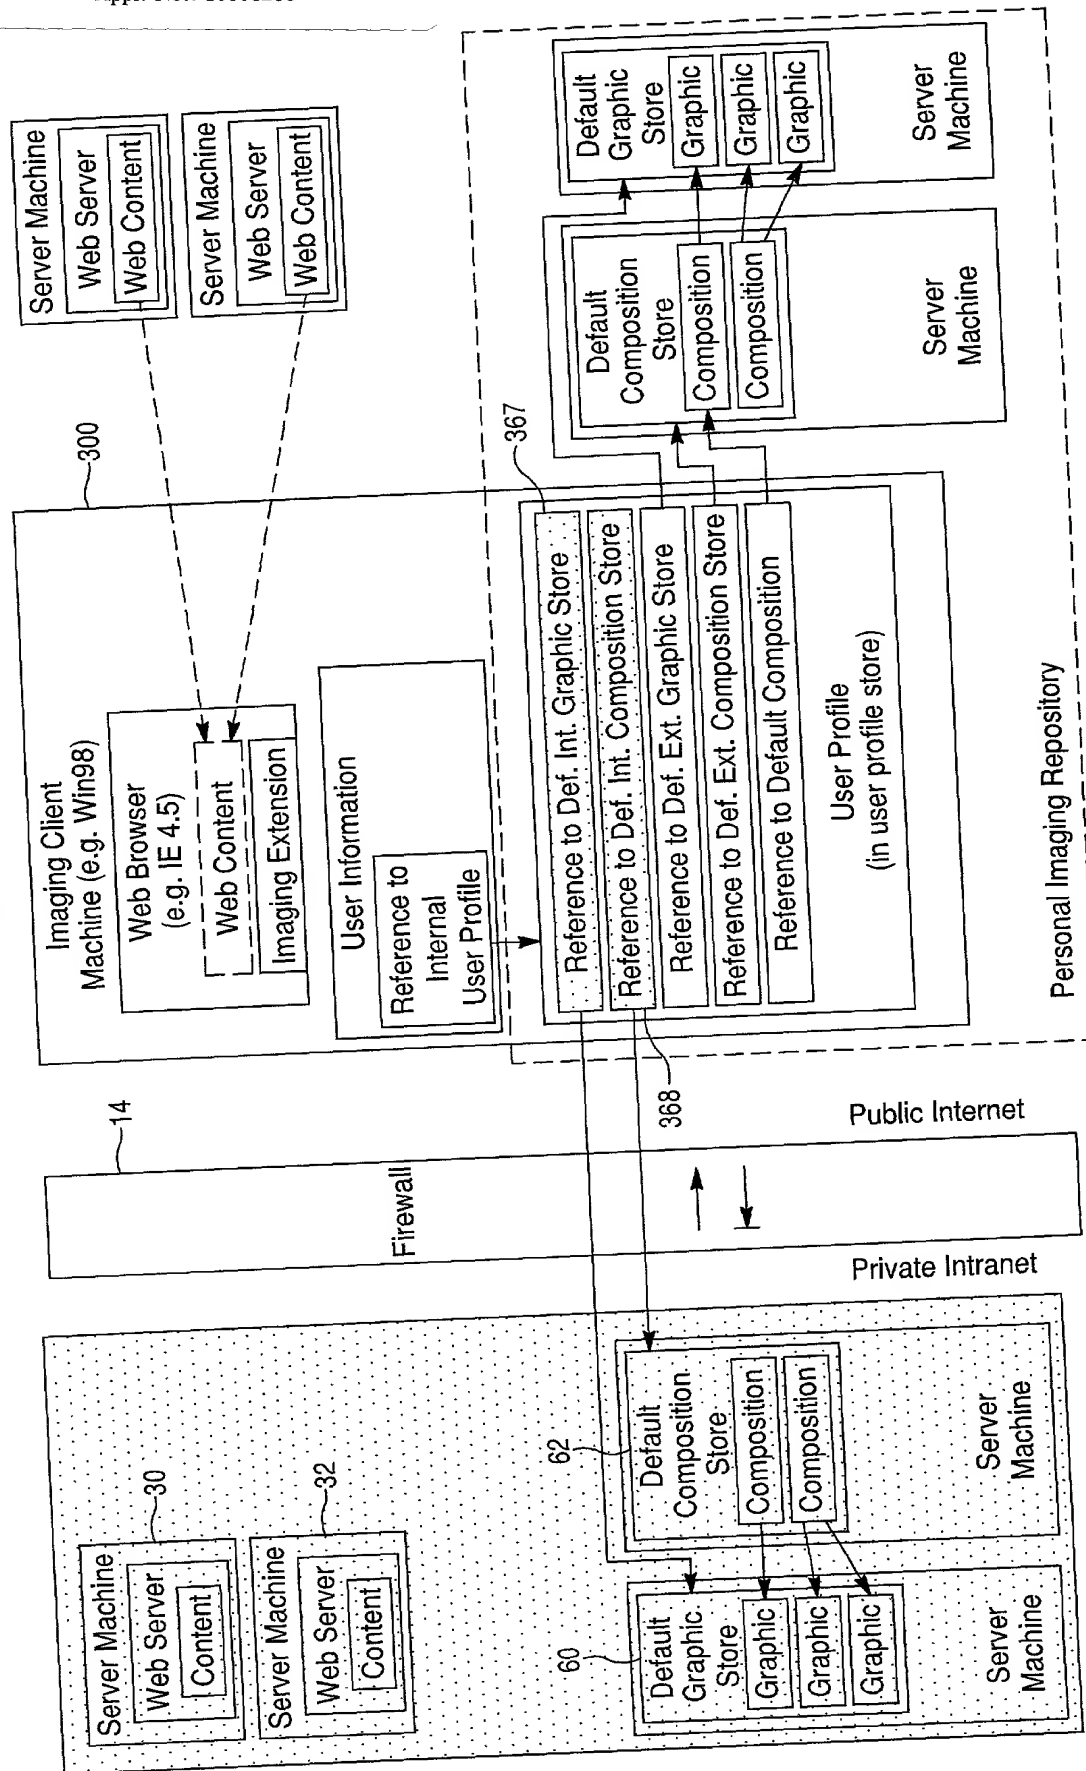 Server Machine
Web Server
Content
30
Server Machine
Web Server
Content
32
60
Default
Graphic
Store
Graphic
Graphic
Graphic
Server
Machine
62
Default
Composition
Store
Composition
Composition
Server
Machine
Private Intranet
Firewall
14
Public Internet
Imaging Client
Machine (e.g. Win98)
300
Web Browser
(e.g. IE 4.5)
Web Content
Imaging Extension
User Information
Reference to
Internal
User Profile
367
Reference to Def. Int. Graphic Store
Reference to Def. Int. Composition Store
Reference to Def. Ext. Graphic Store
Reference to Def. Ext. Composition Store
Reference to Default Composition
368
User Profile
(in user profile store)
Personal Imaging Repository
Server Machine
Web Server
Web Content
Server Machine
Web Server
Web Content
Default
Composition
Store
Composition
Composition
Server
Machine
Default
Graphic
Store
Graphic
Graphic
Graphic
Server
Machine